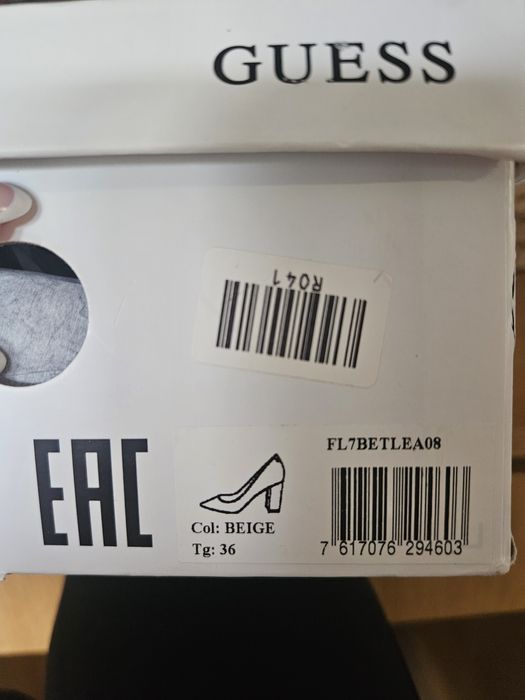 GUESS
R041
EAC
FL7BETLEA08
Col: BEIGE
Tg: 36
7 617076 294603